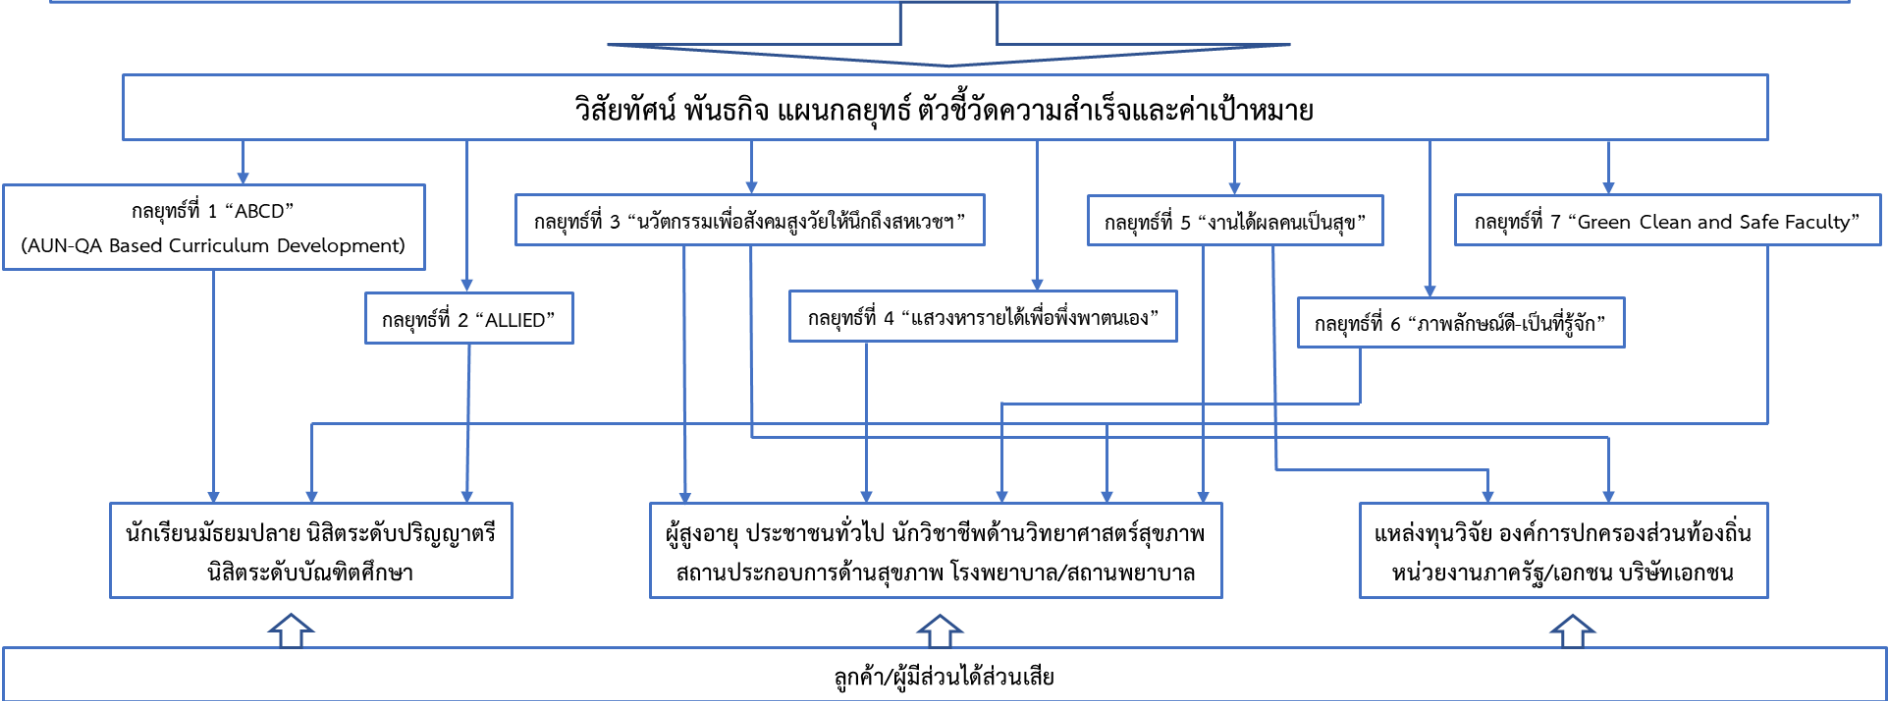 วิสัยทัศน์ พันธกิจ แผนกลยุทธ์ ตัวชี้วัดความสำเร็จและค่าเป้าหมาย
กลยุทธ์ที่ 1 “ABCD”
(AUN-QA Based Curriculum Development)
กลยุทธ์ที่ 3 “นวัตกรรมเพื่อสังคมสูงวัยให้นึกถึงสหเวชฯ”
กลยุทธ์ที่ 5 “งานได้ผลคนเป็นสุข”
กลยุทธ์ที่ 7 “Green Clean and Safe Faculty”
กลยุทธ์ที่ 2 “ALLIED”
กลยุทธ์ที่ 4 “แสวงหารายได้เพื่อพึ่งพาตนเอง”
กลยุทธ์ที่ 6 “ภาพลักษณ์ดี-เป็นที่รู้จัก”
นักเรียนมัธยมปลาย นิสิตระดับปริญญาตรี
นิสิตระดับบัณฑิตศึกษา
ผู้สูงอายุ ประชาชนทั่วไป นักวิชาชีพด้านวิทยาศาสตร์สุขภาพ
สถานประกอบการด้านสุขภาพ โรงพยาบาล/สถานพยาบาล
แหล่งทุนวิจัย องค์การปกครองส่วนท้องถิ่น
หน่วยงานภาครัฐ/เอกชน บริษัทเอกชน
ลูกค้า/ผู้มีส่วนได้ส่วนเสีย